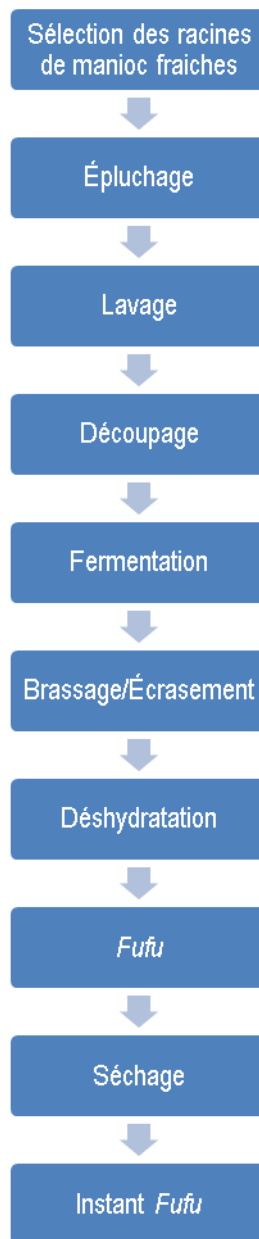 Sélection des racines
de manioc fraiches
Épluchage
Lavage
Découpage
Fermentation
Brassage/Écrasement
Déshydratation
Fufu
Séchage
Instant Fufu